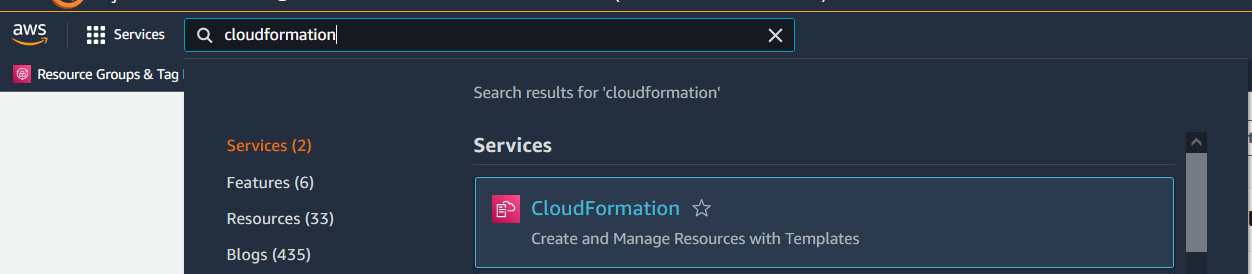 aws
Services
cloudformation
Resource Groups & Tag
Search results for 'cloudformation'
Services (2)
Features (6)
Resources (33)
Blogs (435)
Services
CloudFormation
Create and Manage Resources with Templates